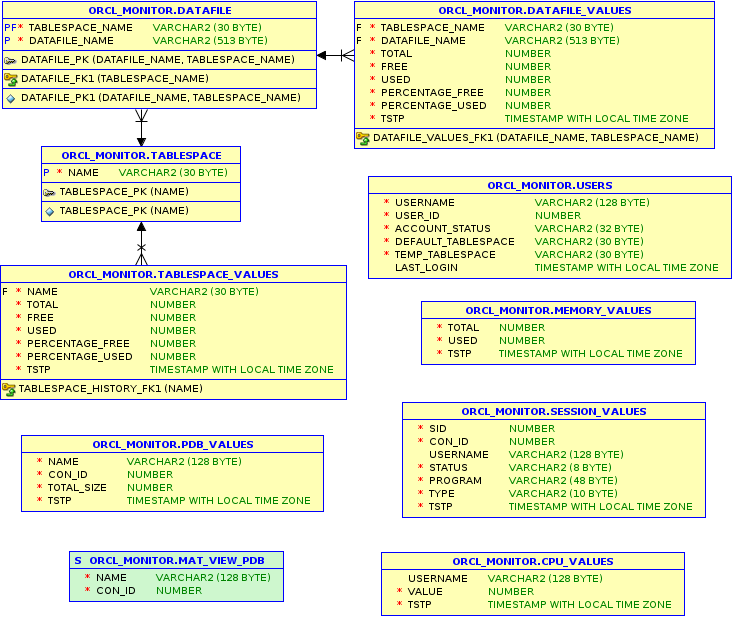 ORCL_MONITOR.DATAFILE
PF* TABLESPACE_NAME VARCHAR2 (30 BYTE)
P * DATAFILE_NAME VARCHAR2 (513 BYTE)
DATAFILE_PK (DATAFILE_NAME, TABLESPACE_NAME)
DATAFILE_FK1 (TABLESPACE_NAME)
DATAFILE_PK1 (DATAFILE_NAME, TABLESPACE_NAME)
ORCL_MONITOR.DATAFILE_VALUES
F * TABLESPACE_NAME VARCHAR2 (30 BYTE)
F * DATAFILE_NAME VARCHAR2 (513 BYTE)
* TOTAL NUMBER
* FREE NUMBER
* USED NUMBER
* PERCENTAGE_FREE NUMBER
* PERCENTAGE_USED NUMBER
* TSTP TIMESTAMP WITH LOCAL TIME ZONE
DATAFILE_VALUES_FK1 (DATAFILE_NAME, TABLESPACE_NAME)
ORCL_MONITOR.TABLESPACE
P * NAME VARCHAR2 (30 BYTE)
TABLESPACE_PK (NAME)
TABLESPACE_PK (NAME)
ORCL_MONITOR.USERS
* USERNAME VARCHAR2 (128 BYTE)
* USER_ID NUMBER
* ACCOUNT_STATUS VARCHAR2 (32 BYTE)
* DEFAULT_TABLESPACE VARCHAR2 (30 BYTE)
* TEMP_TABLESPACE VARCHAR2 (30 BYTE)
LAST_LOGIN TIMESTAMP WITH LOCAL TIME ZONE
ORCL_MONITOR.TABLESPACE_VALUES
F * NAME VARCHAR2 (30 BYTE)
* TOTAL NUMBER
* FREE NUMBER
* USED NUMBER
* PERCENTAGE_FREE NUMBER
* PERCENTAGE_USED NUMBER
* TSTP TIMESTAMP WITH LOCAL TIME ZONE
TABLESPACE_HISTORY_FK1 (NAME)
ORCL_MONITOR.MEMORY_VALUES
* TOTAL NUMBER
* USED NUMBER
* TSTP TIMESTAMP WITH LOCAL TIME ZONE
ORCL_MONITOR.SESSION_VALUES
* SID NUMBER
* CON_ID NUMBER
USERNAME VARCHAR2 (128 BYTE)
* STATUS VARCHAR2 (8 BYTE)
* PROGRAM VARCHAR2 (48 BYTE)
* TYPE VARCHAR2 (10 BYTE)
* TSTP TIMESTAMP WITH LOCAL TIME ZONE
ORCL_MONITOR.PDB_VALUES
* NAME VARCHAR2 (128 BYTE)
* CON_ID NUMBER
* TOTAL_SIZE NUMBER
* TSTP TIMESTAMP WITH LOCAL TIME ZONE
S ORCL_MONITOR.MAT_VIEW_PDB
* NAME VARCHAR2 (128 BYTE)
* CON_ID NUMBER
ORCL_MONITOR.CPU_VALUES
USERNAME VARCHAR2 (128 BYTE)
* VALUE NUMBER
* TSTP TIMESTAMP WITH LOCAL TIME ZONE